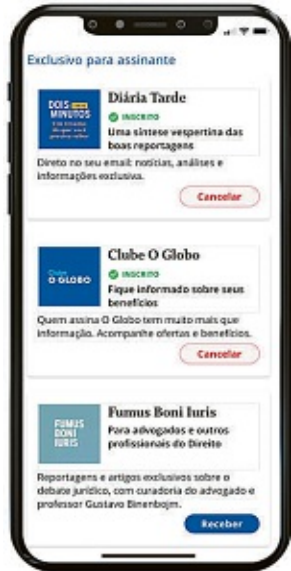 Exclusivo para assinante
DOIS
MINUTOS
Diária Tarde
INSCRITO
Uma síntese vespertina das
boas reportagens
Direto no seu email: notícias, análises e
informações exclusiva.
Cancelar
Clube
O GLOBO
Clube O Globo
INSCRITO
Fique informado sobre seus
benefícios
Quem assina O Globo tem muito mais que
informação. Acompanhe ofertas e benefícios.
Cancelar
FUMUS
BONI
IURIS
Fumus Boni Iuris
Para advogados e outros
profissionais do Direito
Reportagens e artigos exclusivos sobre o
debate jurídico, com curadoria do advogado e
professor Gustavo Binenbojm.
Receber